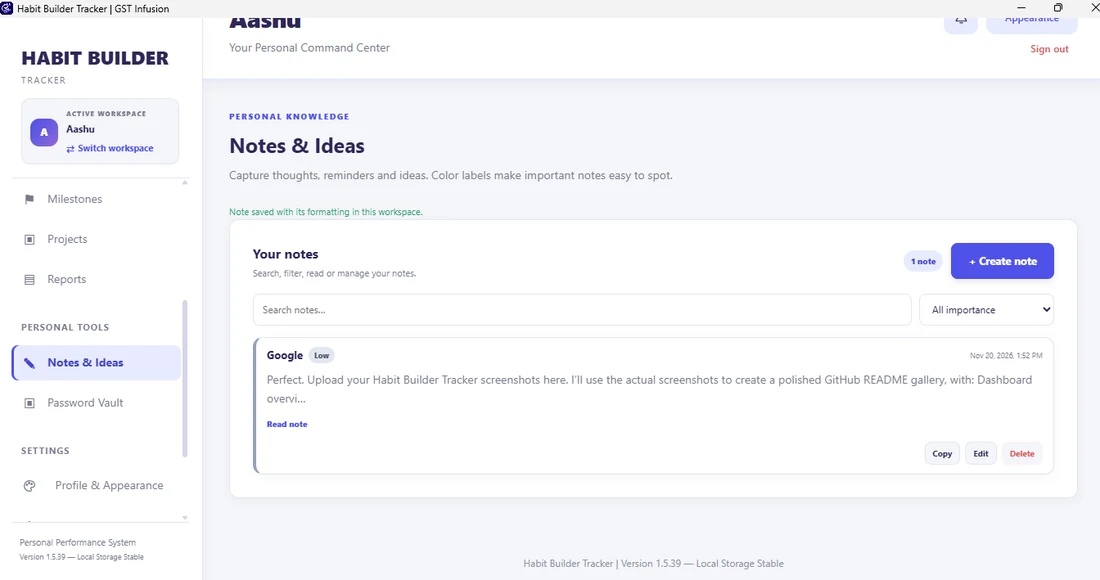 Habit Builder Tracker | GST Infusion
HABIT BUILDER
TRACKER
ACTIVE WORKSPACE
A
Aashu
⇄ Switch workspace
Milestones
Projects
Reports
PERSONAL TOOLS
Notes & Ideas
Password Vault
SETTINGS
Profile & Appearance
Personal Performance System
Version 1.5.39 — Local Storage Stable
Aashu
Your Personal Command Center
Appearance
Sign out
PERSONAL KNOWLEDGE
Notes & Ideas
Capture thoughts, reminders and ideas. Color labels make important notes easy to spot.
Note saved with its formatting in this workspace.
Your notes
Search, filter, read or manage your notes.
1 note
+ Create note
Search notes...
All importance
Google Low
Nov 20, 2026, 1:52 PM
Perfect. Upload your Habit Builder Tracker screenshots here. I'll use the actual screenshots to create a polished GitHub README gallery, with: Dashboard
overvi...
Read note
Copy
Edit
Delete
Habit Builder Tracker | Version 1.5.39 — Local Storage Stable